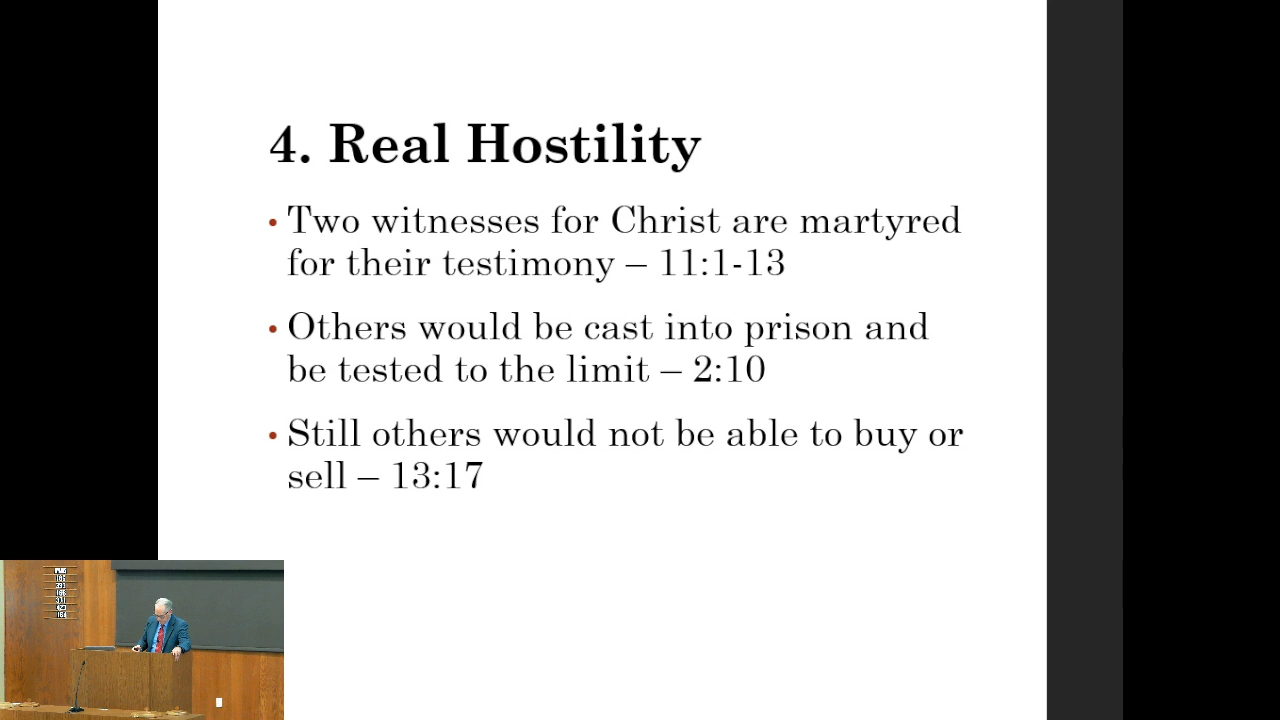 4. Real Hostility
• Two witnesses for Christ are martyred
for their testimony – 11:1-13
• Others would be cast into prison and
be tested to the limit – 2:10
• Still others would not be able to buy or
sell – 13:17